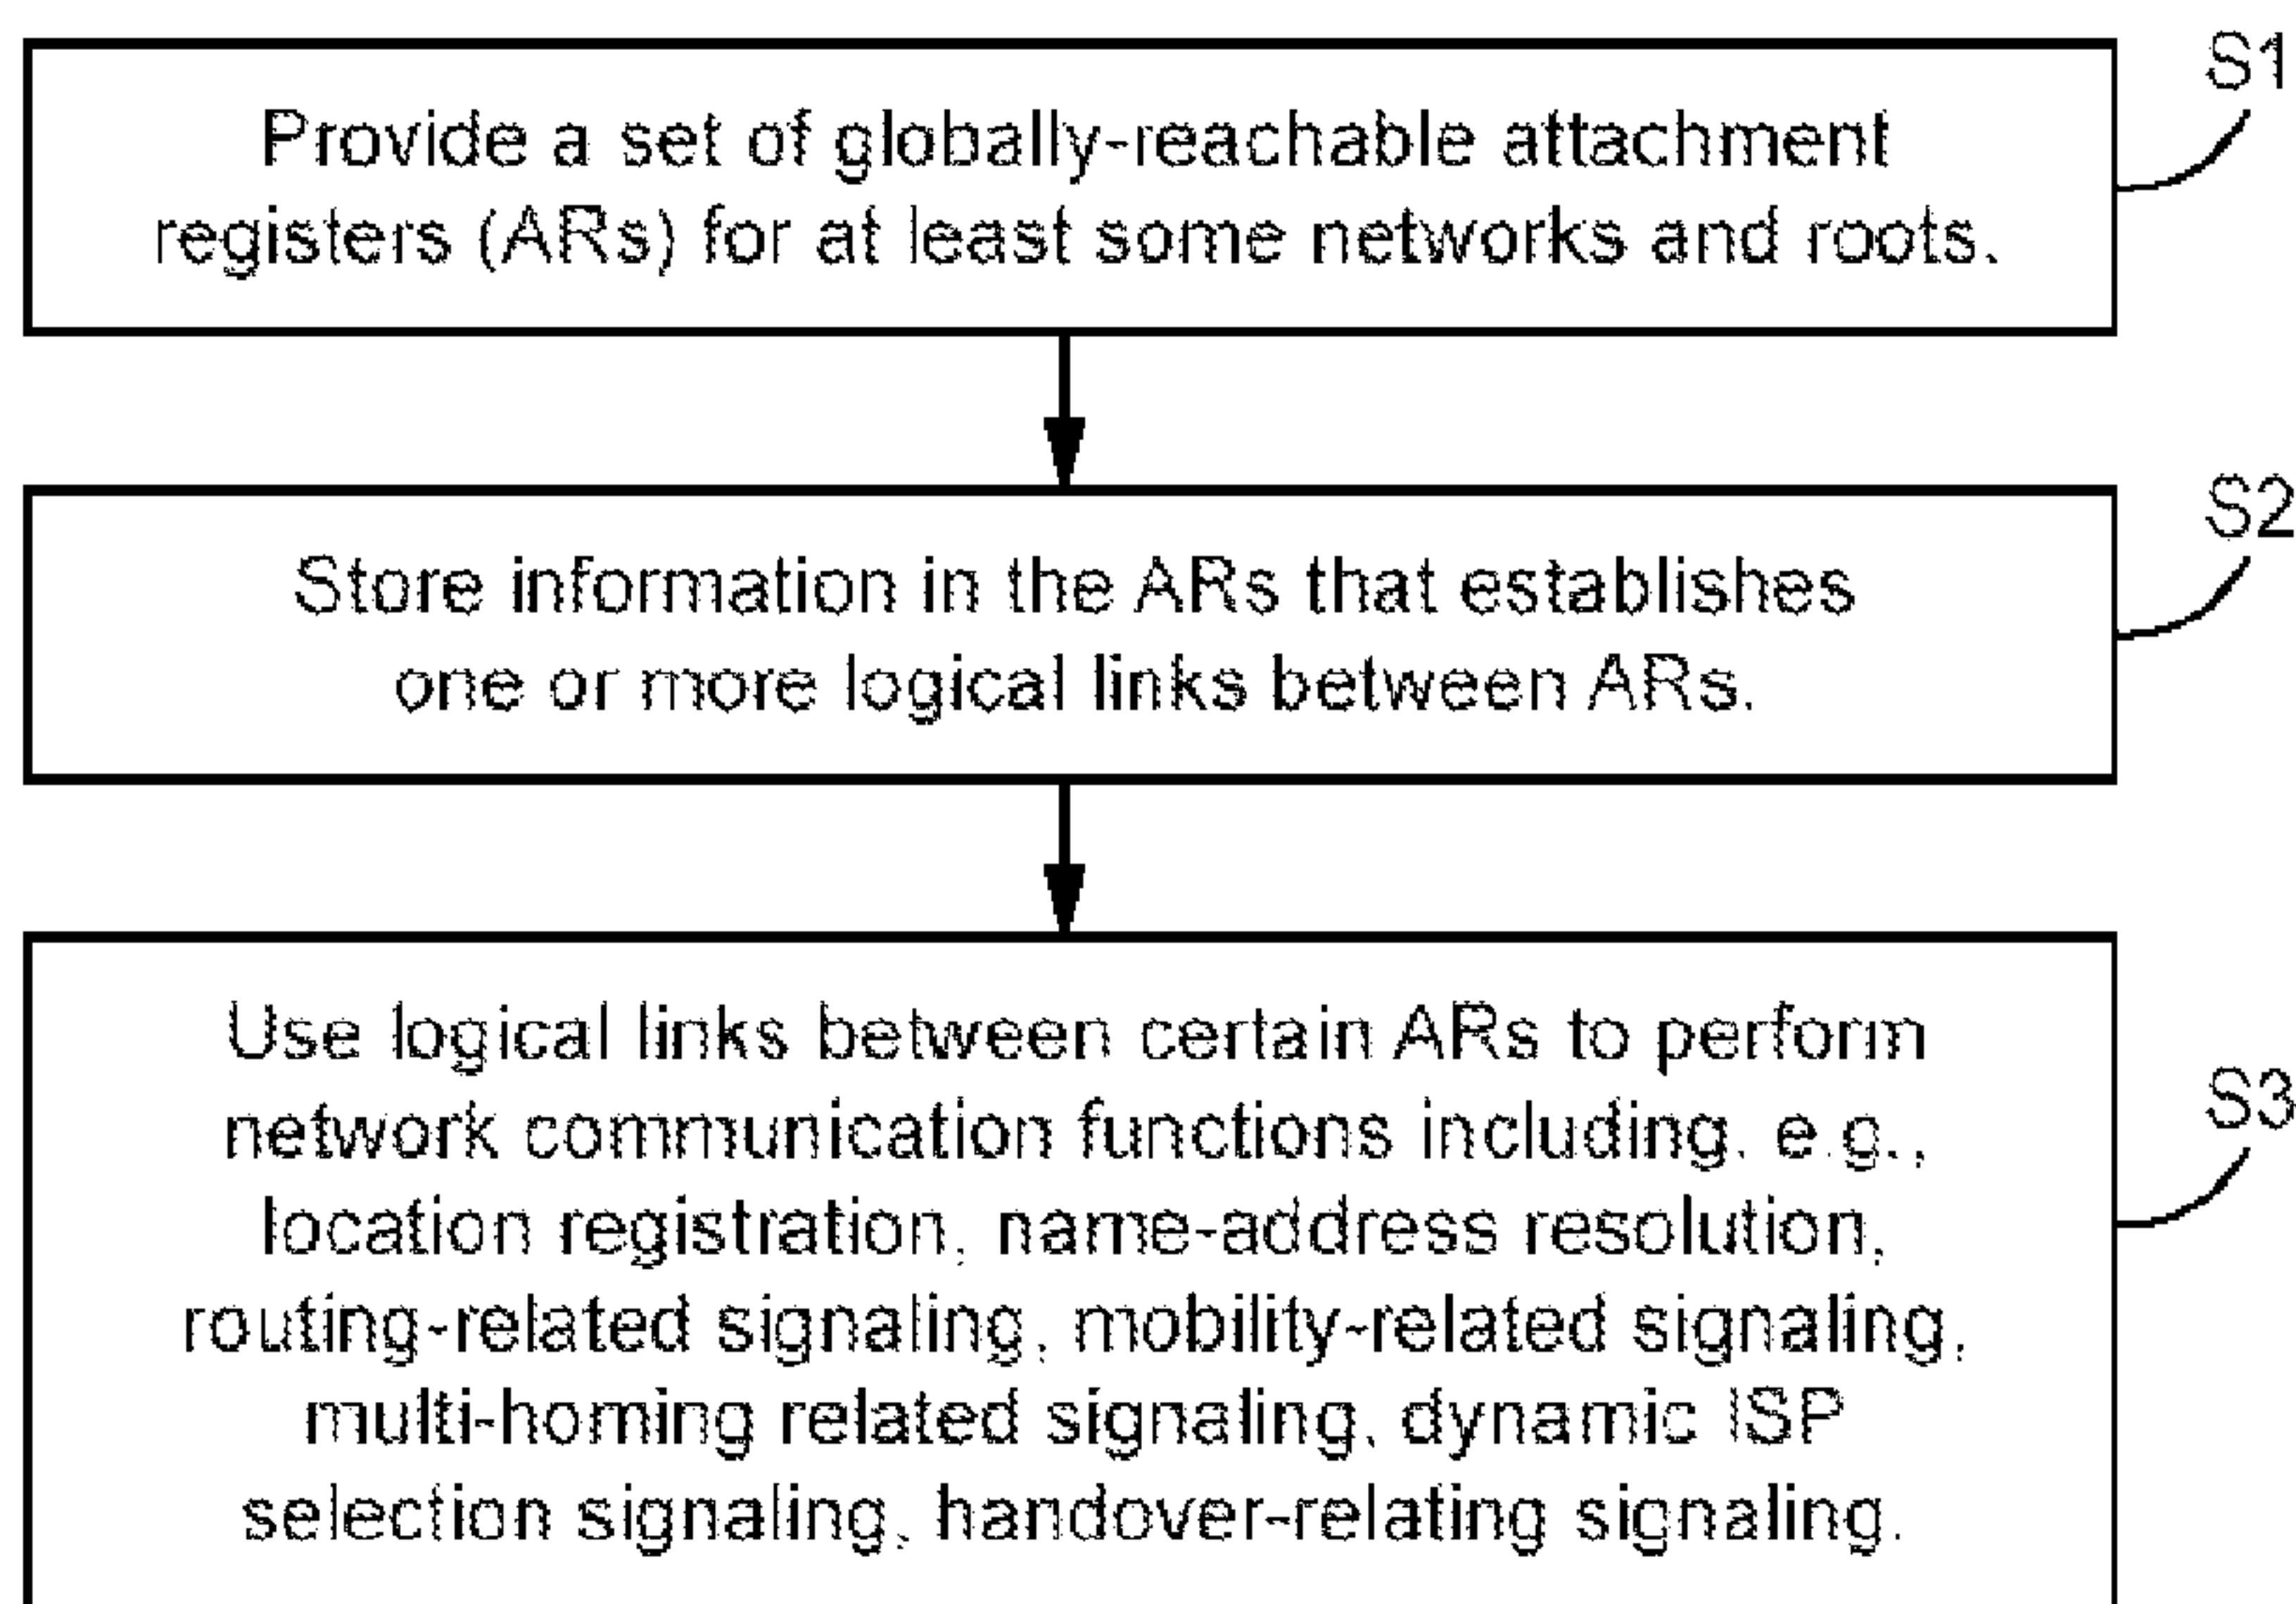 S1
Provide a set of globally-reachable attachment
registers (ARs) for at least some networks and roots.
S2
Store information in the ARs that establishes
one or more logical links between ARs.
Use logical links between certain ARs to perform
network communication functions including, e.g.,
S3
location registration, name-address resolution,
routing-related signaling, mobility-related signaling,
multi-homing related signaling, dynamic ISP
selection signaling, handover-relating signaling.